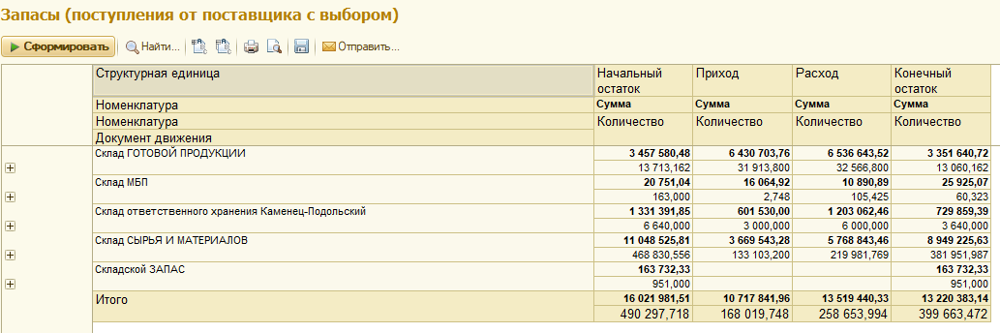 Запасы (поступления от поставщика с выбором)
Сформировать Найти... Отправить...
Структурная единица Начальный остаток Приход Расход Конечный остаток
Номенклатура Сумма Сумма Сумма Сумма
Номенклатура Количество Количество Количество Количество
Документ движения
Склад ГОТОВОЙ ПРОДУКЦИИ 3 457 580,48 6 430 703,76 6 536 643,52 3 351 640,72
13 713,162 31 913,800 32 566,800 13 060,162
Склад МБП 20 751,04 16 064,92 10 890,89 25 925,07
163,000 2,748 105,425 60,323
Склад ответственного хранения Каменец-Подольский 1 331 391,85 601 530,00 1 203 062,46 729 859,39
6 640,000 3 000,000 6 000,000 3 640,000
Склад СЫРЬЯ И МАТЕРИАЛОВ 11 048 525,81 3 669 543,28 5 768 843,46 8 949 225,63
468 830,556 133 103,200 219 981,769 381 951,987
Складской ЗАПАС 163 732,33 163 732,33
951,000 951,000
Итого 16 021 981,51 10 717 841,96 13 519 440,33 13 220 383,14
490 297,718 168 019,748 258 653,994 399 663,472